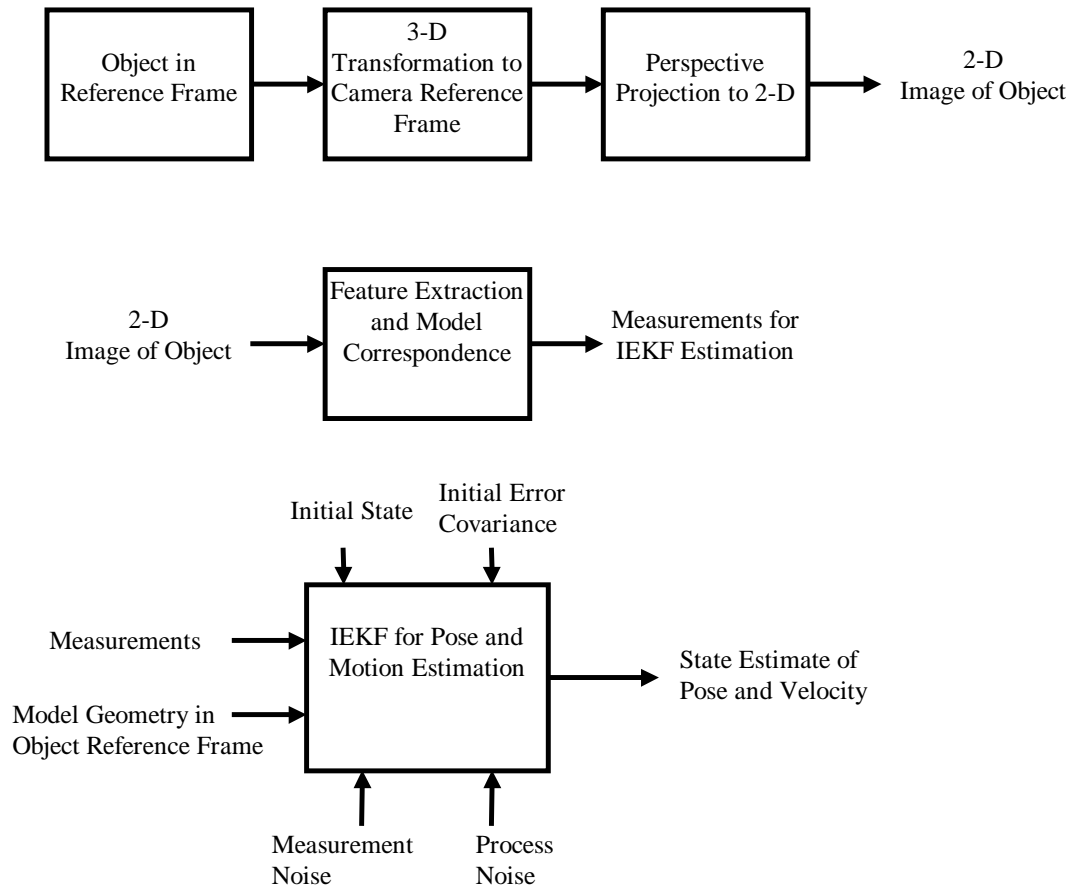 Object in
Reference Frame
3-D
Transformation to
Camera Reference
Frame
Perspective
Projection to 2-D
2-D
Image of Object
2-D
Image of Object
Feature Extraction
and Model
Correspondence
Measurements for
IEKF Estimation
Initial State
Initial Error
Covariance
Measurements
Model Geometry in
Object Reference Frame
IEKF for Pose and
Motion Estimation
State Estimate of
Pose and Velocity
Measurement
Noise
Process
Noise